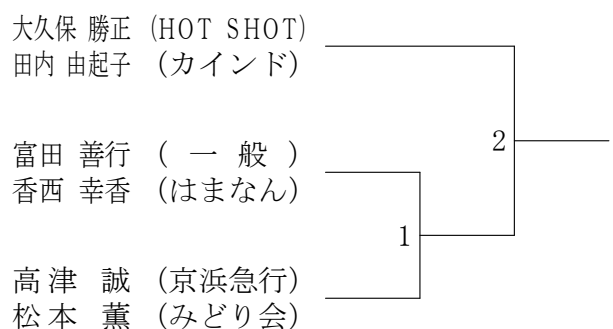 大久保 勝正 (HOT SHOT)
田内 由起子 (カインド)
2
富田 善行 ( 一 般 )
香西 幸香 (はまなん)
1
高津 誠 (京浜急行)
松本 薫 (みどり会)